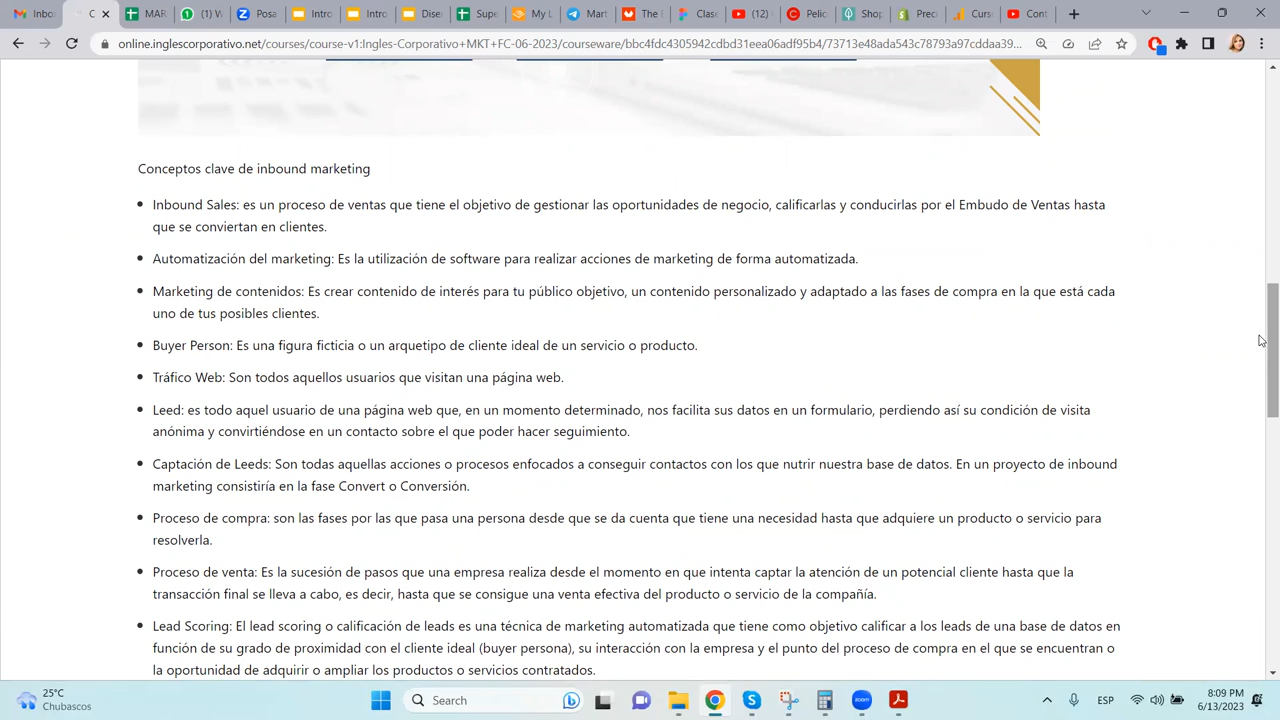 Inbou
C
MAR
(1) W
Posa
Intro
Intro
Dise
Supe
My L
Mart
The E
Clase
(12)
Pelic
Shop
Preci
Curs
Cont
online.inglescorporativo.net/courses/course-v1:Ingles-Corporativo+MKT+FC-06-2023/courseware/bbc4fdc4305942cdbd31eea06adf95b4/73713e48ada543c78793a97cddaa39...
Conceptos clave de inbound marketing
Inbound Sales: es un proceso de ventas que tiene el objetivo de gestionar las oportunidades de negocio, calificarlas y conducirlas por el Embudo de Ventas hasta
que se conviertan en clientes.
Automatización del marketing: Es la utilización de software para realizar acciones de marketing de forma automatizada.
Marketing de contenidos: Es crear contenido de interés para tu público objetivo, un contenido personalizado y adaptado a las fases de compra en la que está cada
uno de tus posibles clientes.
Buyer Person: Es una figura ficticia o un arquetipo de cliente ideal de un servicio o producto.
Tráfico Web: Son todos aquellos usuarios que visitan una página web.
Leed: es todo aquel usuario de una página web que, en un momento determinado, nos facilita sus datos en un formulario, perdiendo así su condición de visita
anónima y convirtiéndose en un contacto sobre el que poder hacer seguimiento.
Captación de Leeds: Son todas aquellas acciones o procesos enfocados a conseguir contactos con los que nutrir nuestra base de datos. En un proyecto de inbound
marketing consistiría en la fase Convert o Conversión.
Proceso de compra: son las fases por las que pasa una persona desde que se da cuenta que tiene una necesidad hasta que adquiere un producto o servicio para
resolverla.
Proceso de venta: Es la sucesión de pasos que una empresa realiza desde el momento en que intenta captar la atención de un potencial cliente hasta que la
transacción final se lleva a cabo, es decir, hasta que se consigue una venta efectiva del producto o servicio de la compañía.
Lead Scoring: El lead scoring o calificación de leads es una técnica de marketing automatizada que tiene como objetivo calificar a los leads de una base de datos en
función de su grado de proximidad con el cliente ideal (buyer persona), su interacción con la empresa y el punto del proceso de compra en el que se encuentran o
la oportunidad de adquirir o ampliar los productos o servicios contratados.
25°C
Chubascos
Search
zoom
ESP
8:09 PM
6/13/2023